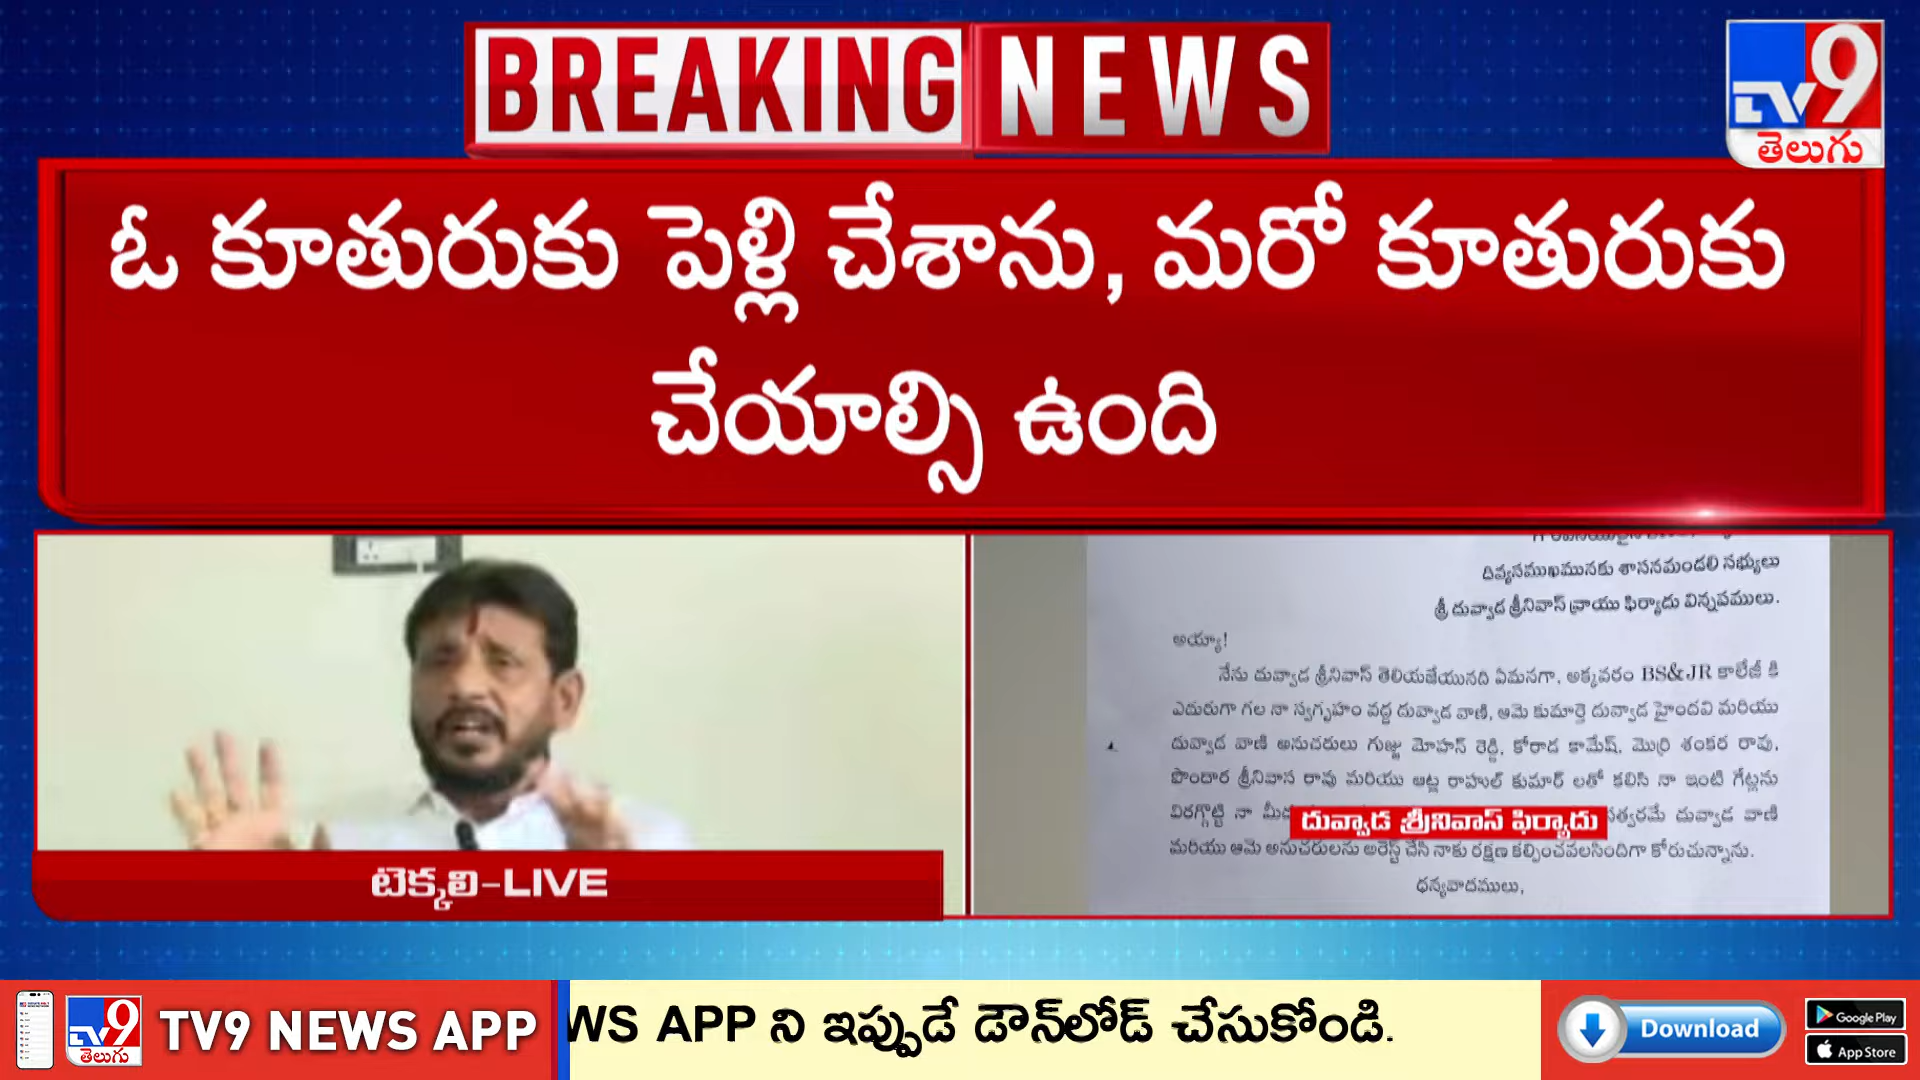 BREAKING NEWS
TV9
తెలుగు
ఓ కూతురుకు పెళ్లి చేశాను, మరో కూతురుకు
చేయాల్సి ఉంది
దివ్యసముఖమునకు శాసనమండలి సభ్యులు
శ్రీ దువ్వాడ శ్రీనివాస్ వ్రాయు ఫిర్యాదు విన్నపములు.
అయ్యా!
నేను దువ్వాడ శ్రీనివాస్ తెలియజేయునది ఏమనగా, అక్కవరం BS&JR కాలేజీ కి
ఎదురుగా గల నా స్వగృహం వద్ద దువ్వాడ వాణి, ఆమె కుమార్తె దువ్వాడ హైందవి మరియు
దువ్వాడ వాణి అనుచరులు గుజ్జు మోహన్ రెడ్డి, కోరాడ కామేష్, మొర్రి శంకర రావు,
పొందార శ్రీనివాస రావు మరియు అట్ల రాహుల్ కుమార్ లతో కలిసి నా ఇంటి గేట్లను
విరగ్గొట్టి నా సత్వరమే దువ్వాడ వాణి
దువ్వాడ శ్రీనివాస్ ఫిర్యాదు
మరియు ఆమె అనుచరులను అరెస్ట్ చేసి నాకు రక్షణ కల్పించవలసిందిగా కోరుచున్నాను.
ధన్యవాదములు,
టెక్కలి-LIVE
TV9
తెలుగు
TV9 NEWS APP
WS APP ని ఇప్పుడే డౌన్‌లోడ్ చేసుకోండి.
Download
Google Play
App Store